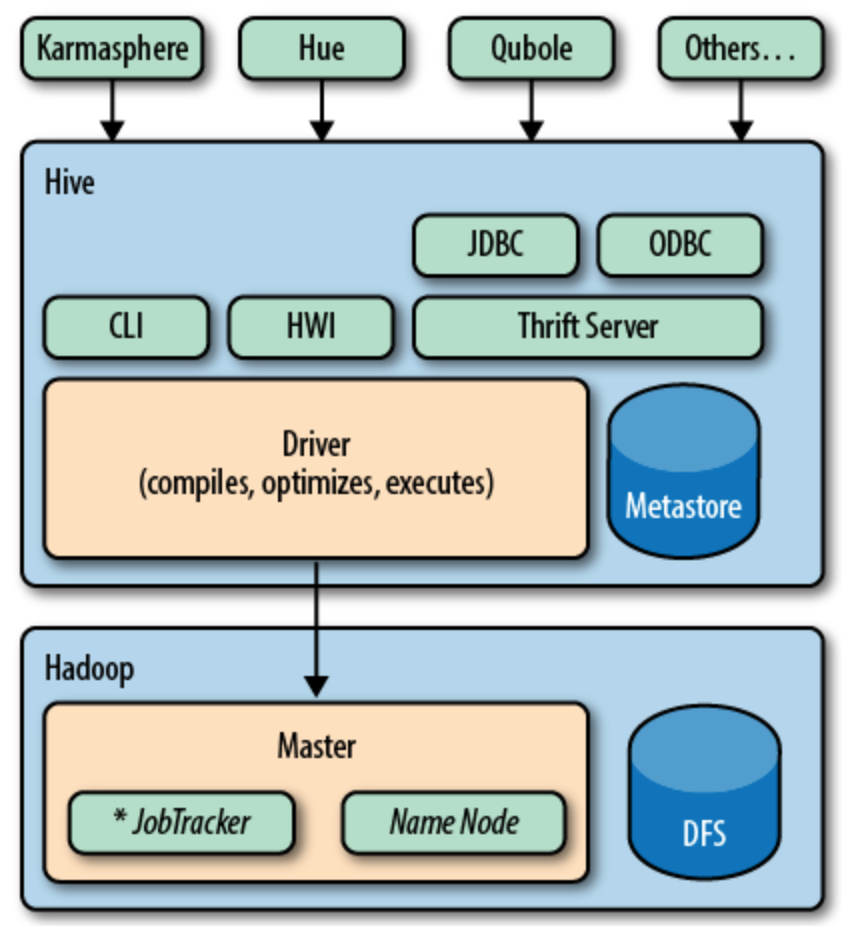 Karmasphere
Hue
Qubole
Others...
Hive
JDBC
ODBC
CLI
HWI
Thrift Server
Driver
(compiles, optimizes, executes)
Metastore
Hadoop
Master
* JobTracker
Name Node
DFS